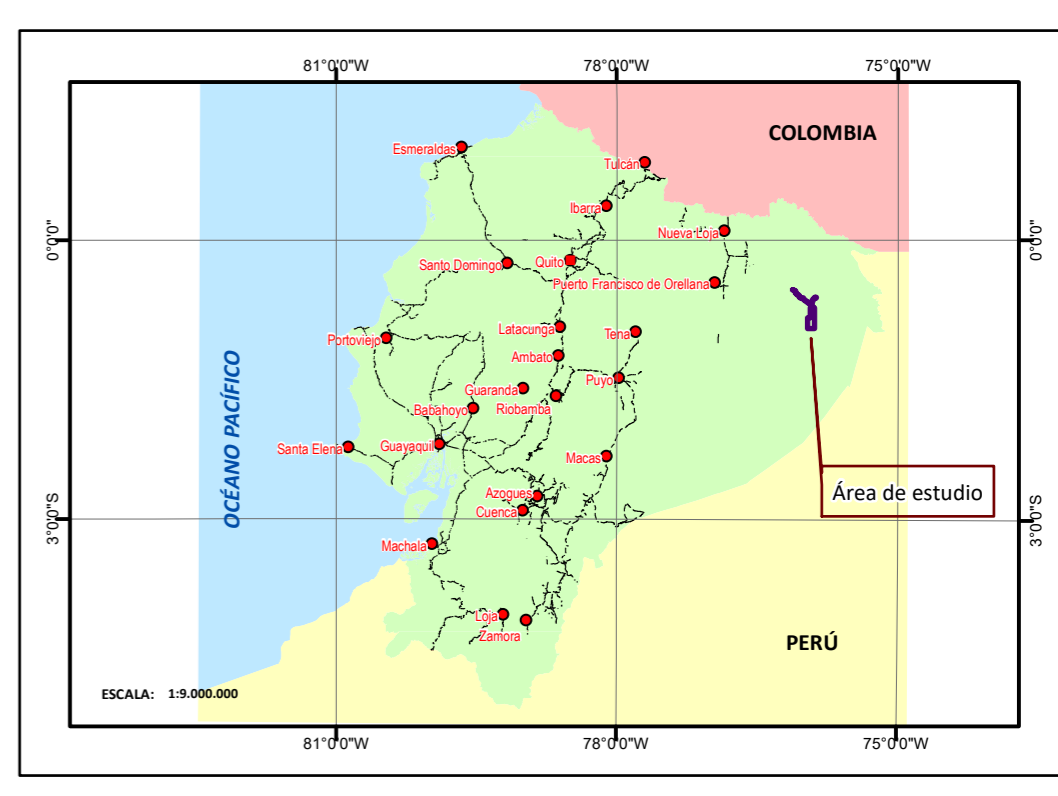 81°0'0"W
78°0'0"W
75°0'0"W
COLOMBIA
Esmeraldas
Tulcán
Ibarra
Nueva Loja
0°0'0"
0°0'0"
Santo Domingo
Quito
Puerto Francisco de Orellana
Latacunga
Tena
Portoviejo
Ambato
Puyo
Guaranda
Riobamba
Babahoyo
OCÉANO PACÍFICO
Santa Elena
Guayaquil
Macas
Azogues
Área de estudio
Cuenca
3°0'0"S
3°0'0"S
Machala
Loja
Zamora
PERÚ
ESCALA: 1:9.000.000
81°0'0"W
78°0'0"W
75°0'0"W